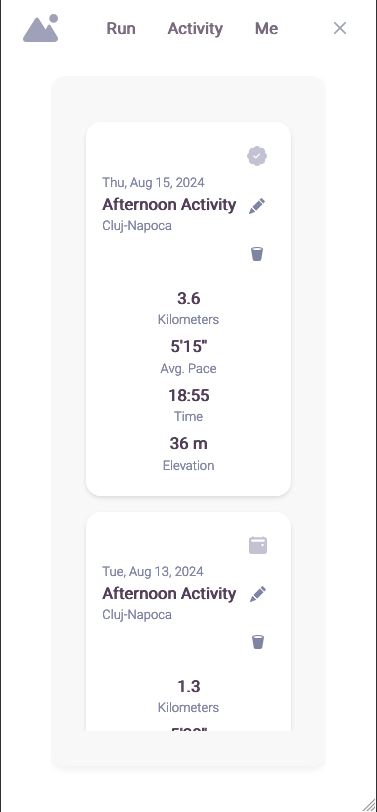 Run Activity Me
Thu, Aug 15, 2024
Afternoon Activity
Cluj-Napoca
3.6
Kilometers
5'15"
Avg. Pace
18:55
Time
36 m
Elevation
Tue, Aug 13, 2024
Afternoon Activity
Cluj-Napoca
1.3
Kilometers